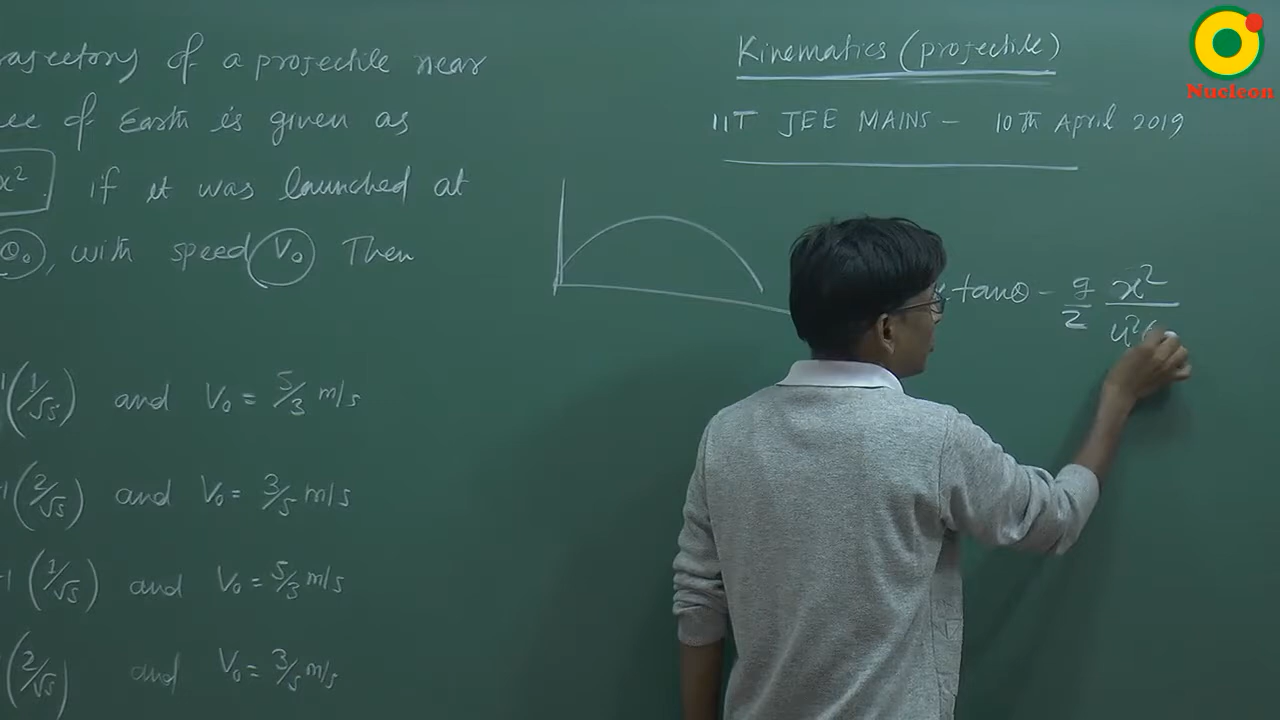 rajectory of a projectile near
ce of Earth is given as
x². if it was launched at
θ₀, with speed V₀ Then
(1/√5) and V₀ = 5/3 m/s
-1(2/√5) and V₀ = 3/5 m/s
-1(1/√5) and V₀ = 5/3 m/s
(2/√5) and V₀ = 3/5 m/s
Kinematics (projectile)
IIT JEE MAINS – 10th April 2019
x tanθ – g/2 x²/u²
Nucleon